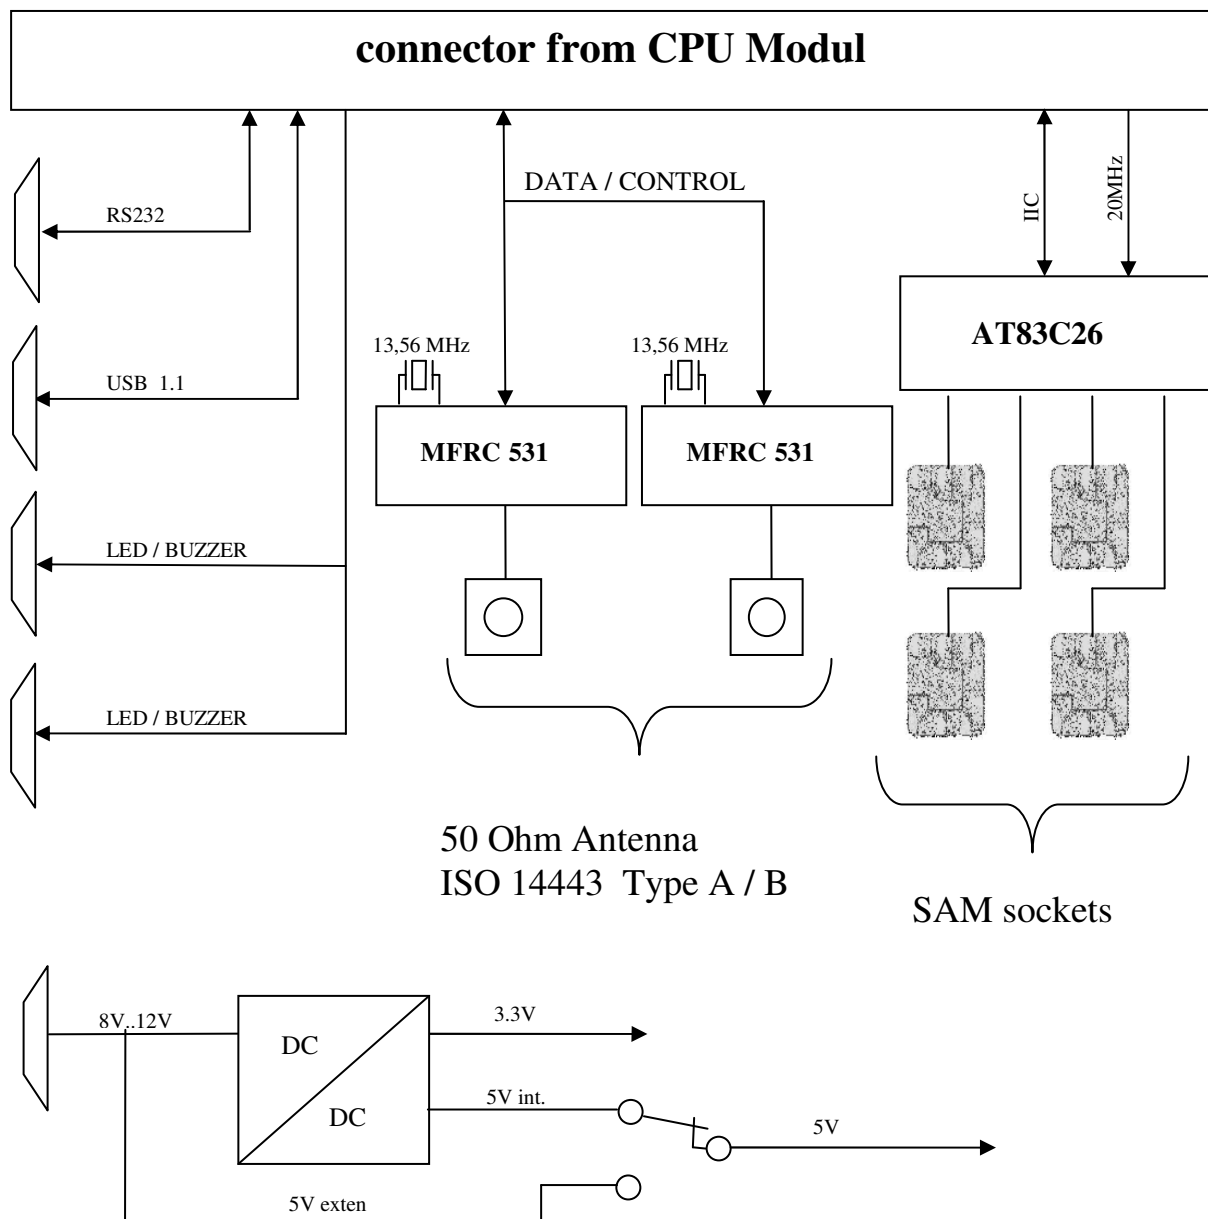 connector from CPU Modul
DATA / CONTROL
RS232
IIC
20MHz
AT83C26
13,56 MHz
13,56 MHz
USB 1.1
MFRC 531
MFRC 531
LED / BUZZER
LED / BUZZER
50 Ohm Antenna
ISO 14443 Type A / B
SAM sockets
8V..12V
3.3V
DC
5V int.
DC
5V
5V exten